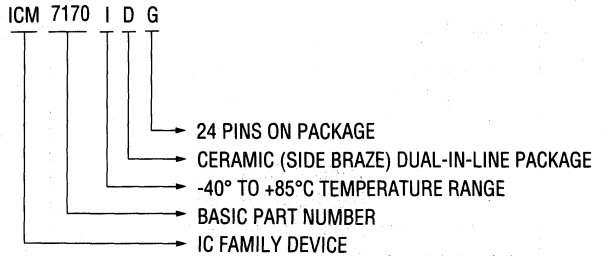 ICM 7170 I D G
24 PINS ON PACKAGE
CERAMIC (SIDE BRAZE) DUAL-IN-LINE PACKAGE
-40° TO +85°C TEMPERATURE RANGE
BASIC PART NUMBER
IC FAMILY DEVICE